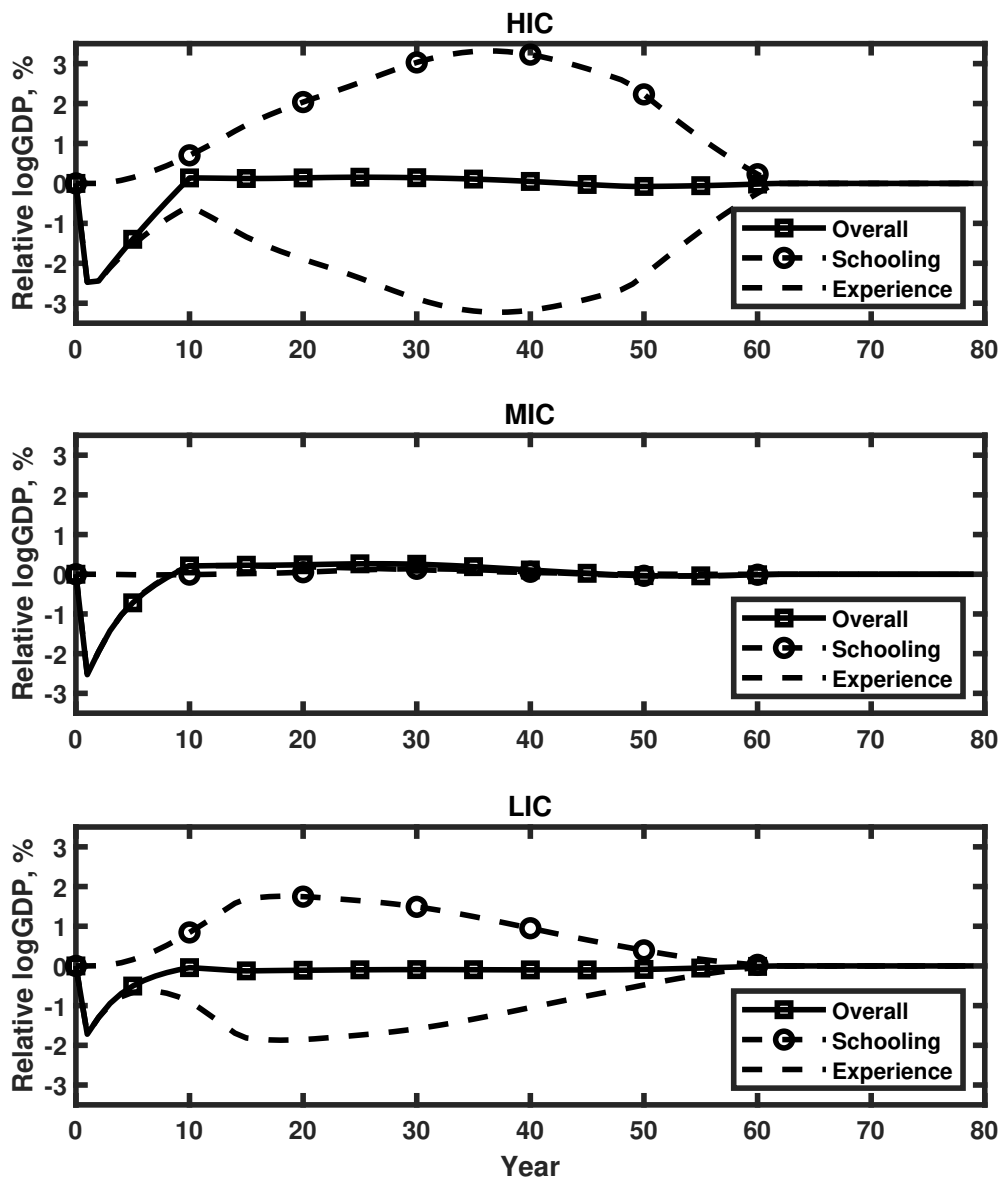 HIC
Relative logGDP, %
3
2
1
0
-1
-2
-3
Overall
Schooling
Experience
0 10 20 30 40 50 60 70 80
MIC
Relative logGDP, %
3
2
1
0
-1
-2
-3
Overall
Schooling
Experience
0 10 20 30 40 50 60 70 80
LIC
Relative logGDP, %
3
2
1
0
-1
-2
-3
Overall
Schooling
Experience
0 10 20 30 40 50 60 70 80
Year